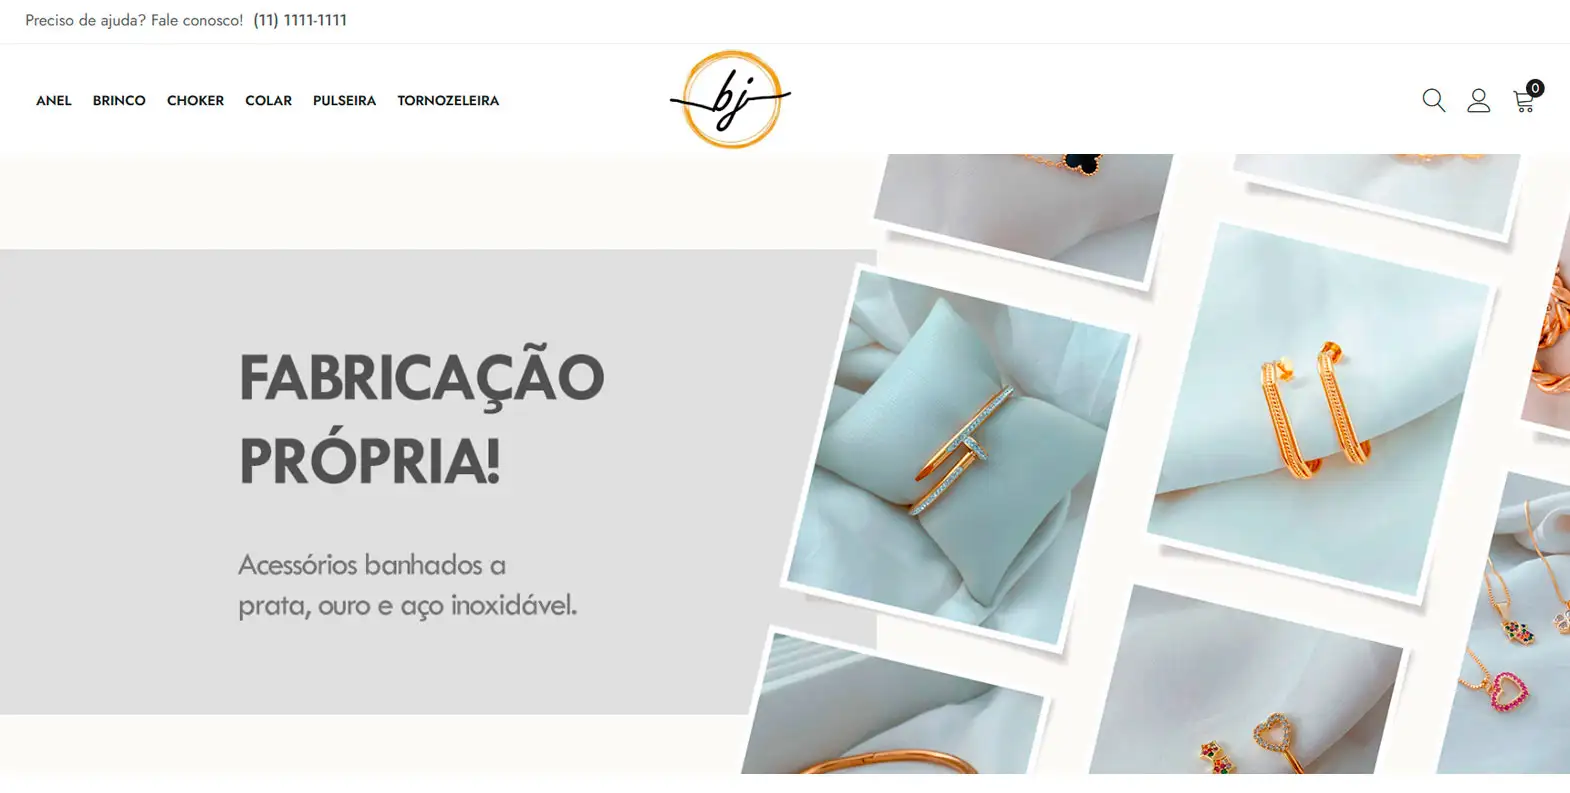 Preciso de ajuda? Fale conosco! (11) 1111-1111
ANEL BRINCO CHOKER COLAR PULSEIRA TORNOZELEIRA
bj
0
FABRICAÇÃO
PRÓPRIA!
Acessórios banhados a
prata, ouro e aço inoxidável.